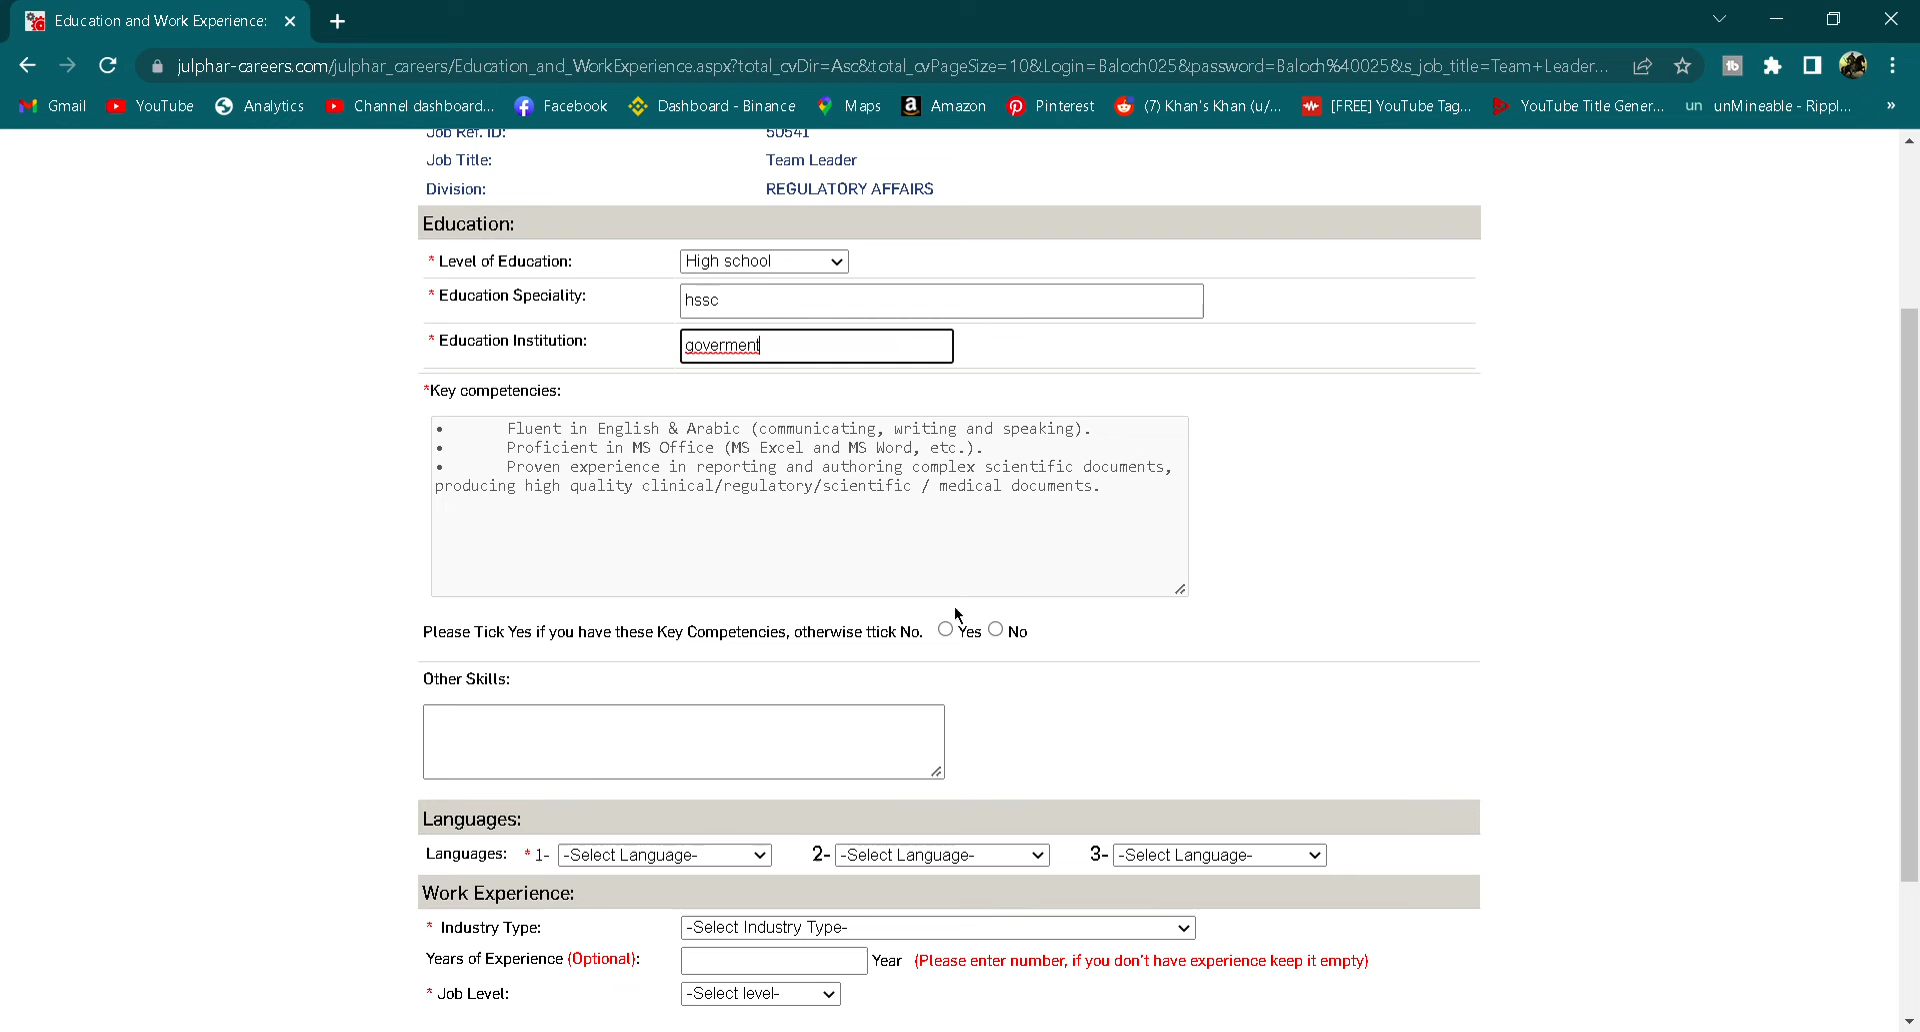 Education and Work Experience:
julphar-careers.com/julphar_careers/Education_and_WorkExperience.aspx?total_cvDir=Asc&total_cvPageSize=10&Login=Baloch025&password=Baloch%40025&s_job_title=Team+Leader...
Gmail YouTube Analytics Channel dashboard... Facebook Dashboard - Binance Maps Amazon Pinterest (7) Khan's Khan (u/... [FREE] YouTube Tag... YouTube Title Gener... un unMineable - Rippl... »
Job Ref. ID: 50541
Job Title: Team Leader
Division: REGULATORY AFFAIRS
Education:
* Level of Education: High school
* Education Speciality: hssc
* Education Institution: goverment
*Key competencies:
• Fluent in English & Arabic (communicating, writing and speaking).
• Proficient in MS Office (MS Excel and MS Word, etc.).
• Proven experience in reporting and authoring complex scientific documents,
producing high quality clinical/regulatory/scientific / medical documents.
Please Tick Yes if you have these Key Competencies, otherwise ttick No. Yes No
Other Skills:
Languages:
Languages: * 1- -Select Language- 2- -Select Language- 3- -Select Language-
Work Experience:
* Industry Type: -Select Industry Type-
Years of Experience (Optional): Year (Please enter number, if you don't have experience keep it empty)
* Job Level: -Select level-